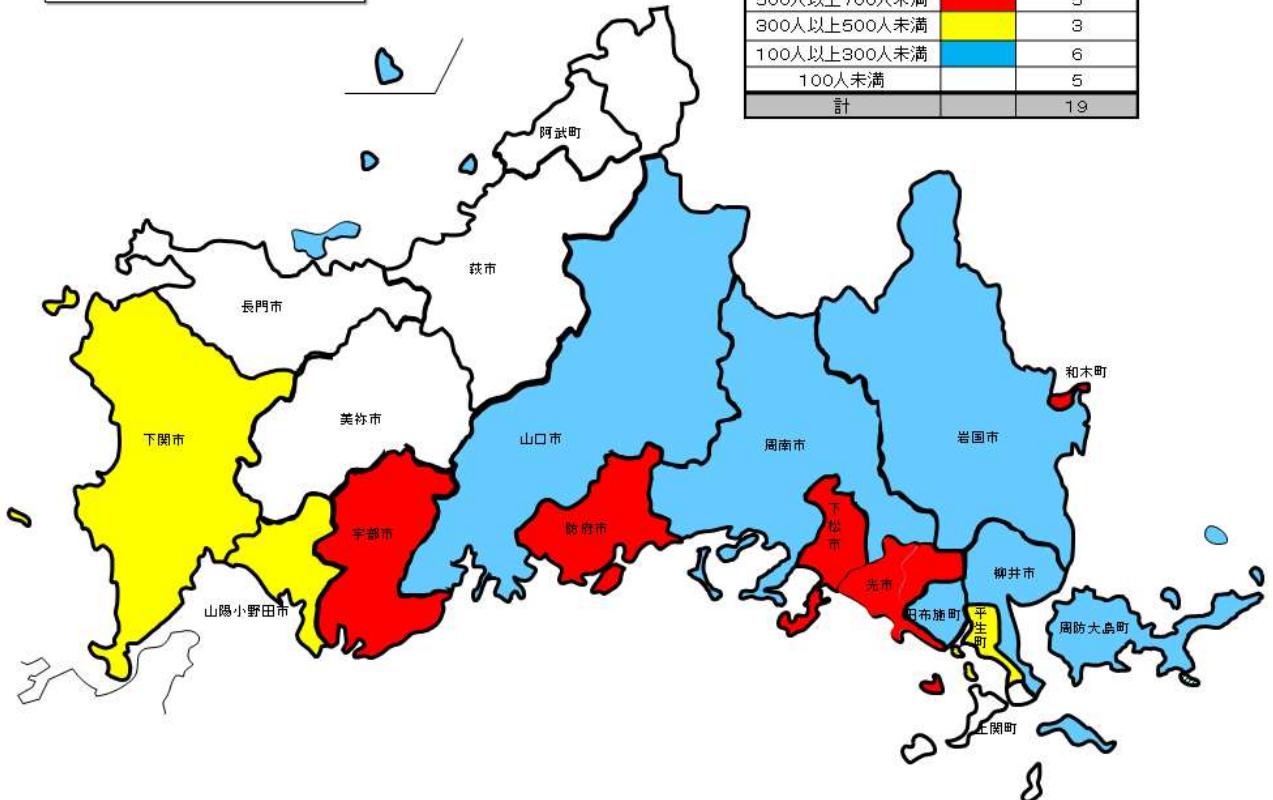 300人以上500人未満 3
100人以上300人未満 6
100人未満 5
計 19
阿武町
萩市
長門市
和木町
美祢市
下関市
山口市
周南市
岩国市
下松市
防府市
宇部市
柳井市
光市
山陽小野田市
田布施町
平生町
周防大島町
上関町